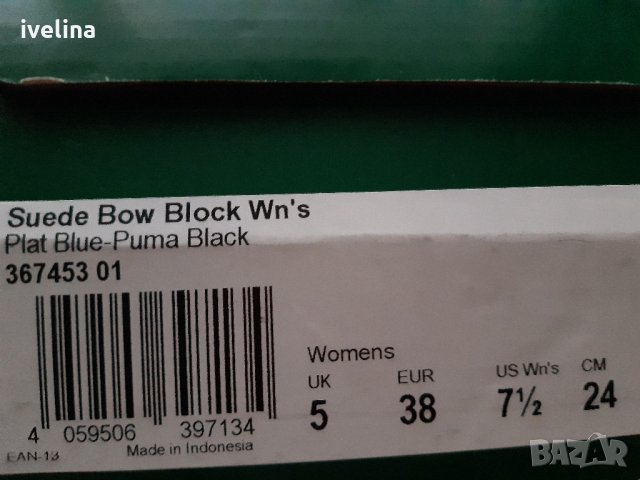 ivelina
Suede Bow Block Wn's
Plat Blue-Puma Black
367453 01
Womens
UK EUR US Wn's CM
5 38 7½ 24
4 059506 397134
EAN-13 Made in Indonesia
BAZAR